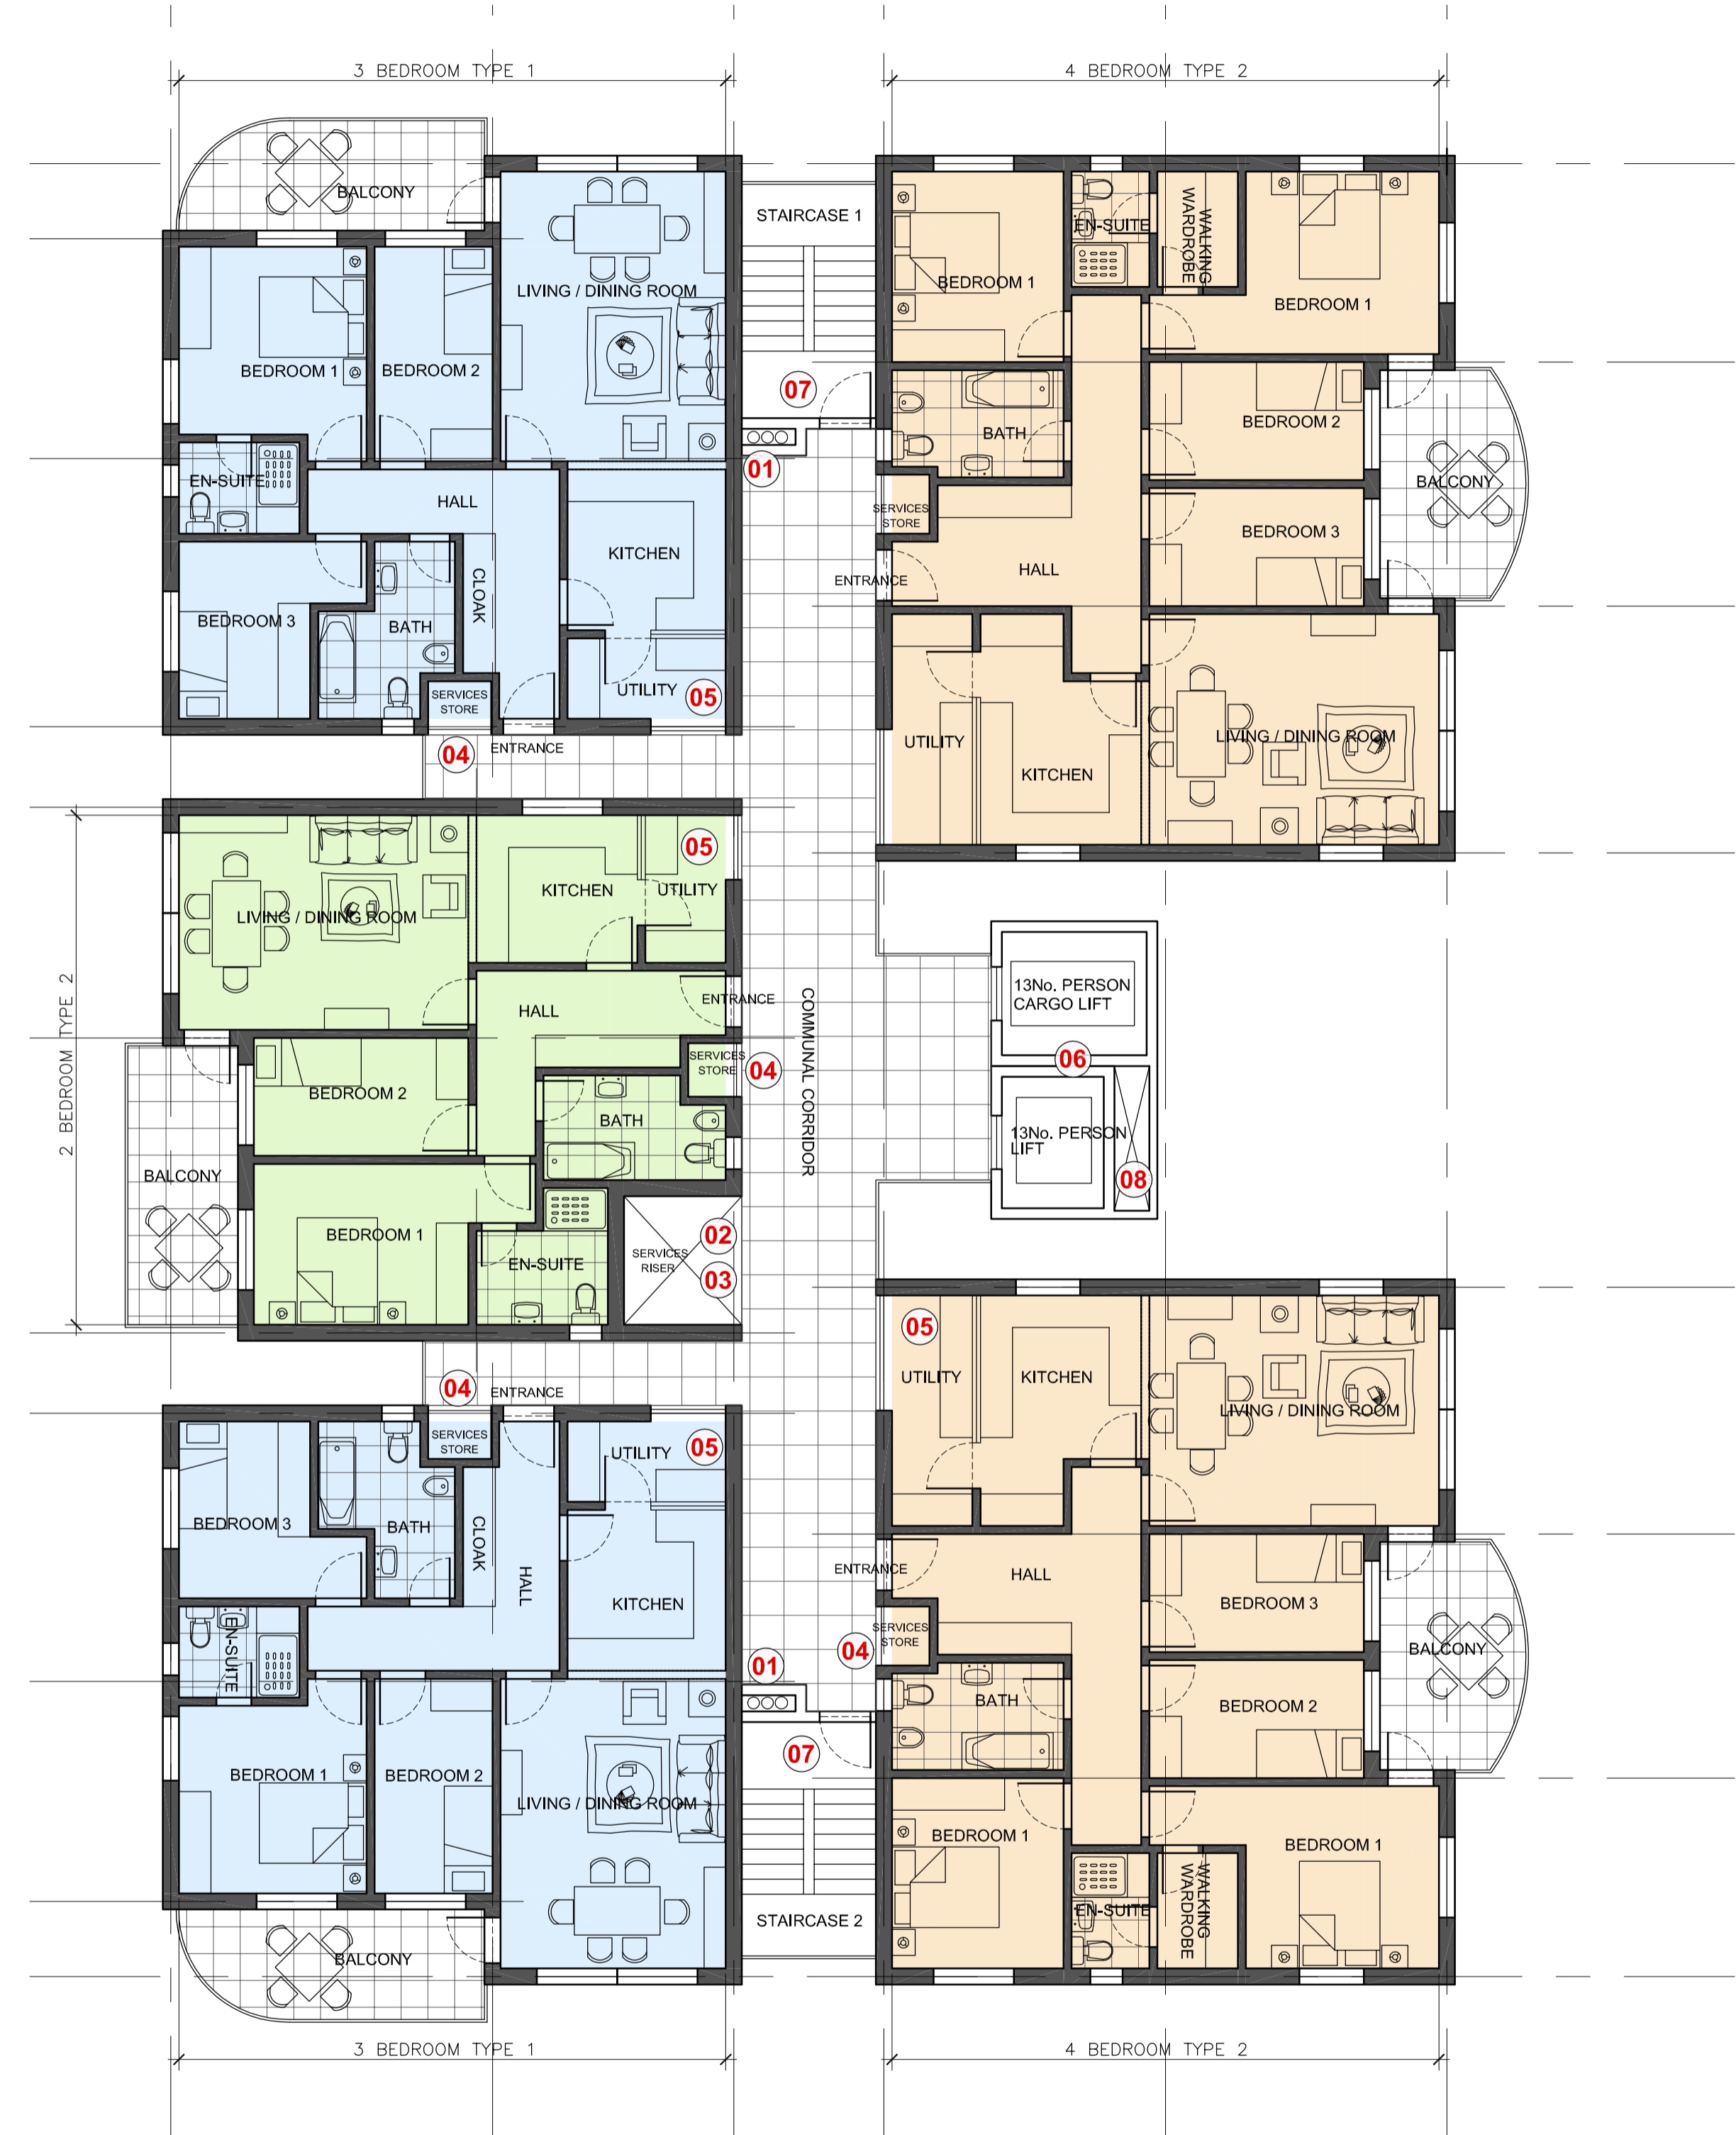 3 BEDROOM TYPE 1
4 BEDROOM TYPE 2
BALCONY
STAIRCASE 1
LIVING / DINING ROOM
BEDROOM 1
BEDROOM 2
07
01
EN-SUITE
HALL
KITCHEN
CLOAK
BEDROOM 3
BATH
SERVICES
STORE
UTILITY
05
04
ENTRANCE
BEDROOM 1
EN-SUITE
WALKING
WARDROBE
BEDROOM 1
BEDROOM 2
BATH
BALCONY
SERVICES
STORE
BEDROOM 3
HALL
ENTRANCE
UTILITY
KITCHEN
LIVING / DINING ROOM
2 BEDROOM TYPE 2
05
KITCHEN
UTILITY
LIVING / DINING ROOM
HALL
ENTRANCE
SERVICES
STORE
04
BEDROOM 2
BATH
BALCONY
BEDROOM 1
EN-SUITE
SERVICES
RISER
02
03
COMMUNAL CORRIDOR
13No. PERSON
CARGO LIFT
06
13No. PERSON
LIFT
08
04
ENTRANCE
SERVICES
STORE
UTILITY
05
BEDROOM 3
BATH
CLOAK
HALL
KITCHEN
EN-SUITE
01
07
BEDROOM 1
BEDROOM 2
LIVING / DINING ROOM
STAIRCASE 2
BALCONY
05
UTILITY
KITCHEN
LIVING / DINING ROOM
ENTRANCE
HALL
BEDROOM 3
SERVICES
STORE
04
BALCONY
BATH
BEDROOM 2
BEDROOM 1
BEDROOM 1
EN-SUITE
WALKING
WARDROBE
3 BEDROOM TYPE 1
4 BEDROOM TYPE 2